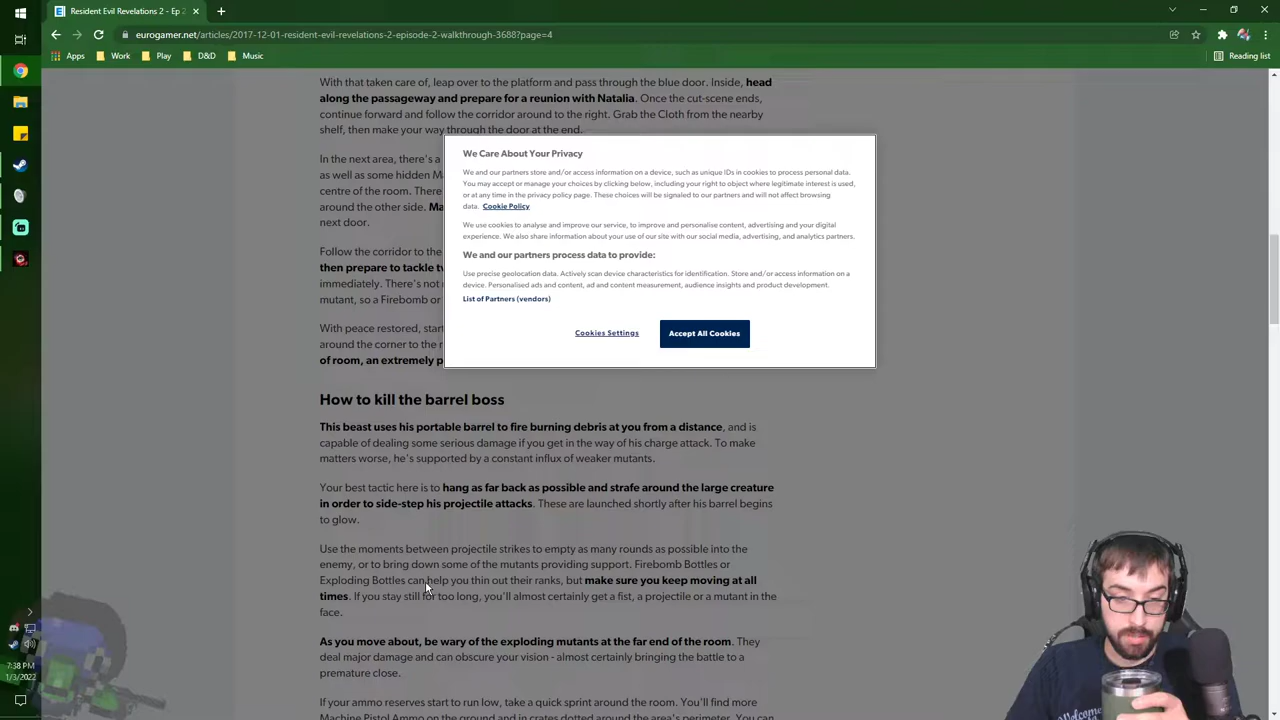 Resident Evil Revelations 2 - Ep 2
eurogamer.net/articles/2017-12-01-resident-evil-revelations-2-episode-2-walkthrough-3688?page=4
Apps Work Play D&D Music Reading list
With that taken care of, leap over to the platform and pass through the blue door. Inside, head
along the passageway and prepare for a reunion with Natalia. Once the cut-scene ends,
continue forward and follow the corridor around to the right. Grab the Cloth from the nearby
shelf, then make your way through the door at the end.
In the next area, there's a
as well as some hidden
centre of the room. There
around the other side.
next door.
Follow the corridor to the
then prepare to tackle
immediately. There's not
mutant, so a Firebomb or
With peace restored, start
around the corner to the
of room, an extremely
We Care About Your Privacy
We and our partners store and/or access information on a device, such as unique IDs in cookies to process personal data.
You may accept or manage your choices by clicking below, including your right to object where legitimate interest is used,
or at any time in the privacy policy page. These choices will be signaled to our partners and will not affect browsing
data. Cookie Policy
We use cookies to analyse and improve our service, to improve and personalise content, advertising and your digital
experience. We also share information about your use of our site with our social media, advertising, and analytics partners.
We and our partners process data to provide:
Use precise geolocation data. Actively scan device characteristics for identification. Store and/or access information on a
device. Personalised ads and content, ad and content measurement, audience insights and product development.
List of Partners (vendors)
Cookies Settings Accept All Cookies
How to kill the barrel boss
This beast uses his portable barrel to fire burning debris at you from a distance, and is
capable of dealing some serious damage if you get in the way of his charge attack. To make
matters worse, he's supported by a constant influx of weaker mutants.
Your best tactic here is to hang as far back as possible and strafe around the large creature
in order to side-step his projectile attacks. These are launched shortly after his barrel begins
to glow.
Use the moments between projectile strikes to empty as many rounds as possible into the
enemy, or to bring down some of the mutants providing support. Firebomb Bottles or
Exploding Bottles can help you thin out their ranks, but make sure you keep moving at all
times. If you stay still for too long, you'll almost certainly get a fist, a projectile or a mutant in the
face.
As you move about, be wary of the exploding mutants at the far end of the room. They
deal major damage and can obscure your vision - almost certainly bringing the battle to a
premature close.
If your ammo reserves start to run low, take a quick sprint around the room. You'll find more
Machine Pistol Ammo on the ground and in crates dotted around the area's perimeter. You can
7:38 PM
1/3/2022
Welcome